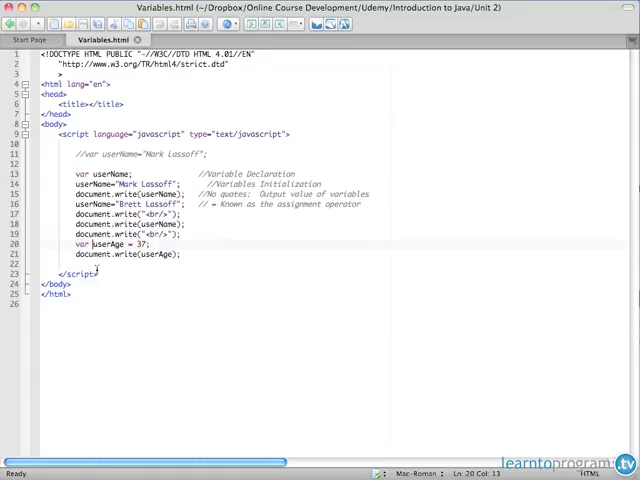 Variables.html (~/Dropbox/Online Course Development/Udemy/Introduction to Java/Unit 2)
Start Page Variables.html
1 <!DOCTYPE HTML PUBLIC "-//W3C//DTD HTML 4.01//EN"
2 "http://www.w3.org/TR/html4/strict.dtd"
3 >
4 <html lang="en">
5 <head>
6 <title></title>
7 </head>
8 <body>
9 <script language="javascript" type="text/javascript">
10
11 //var userName="Mark Lassoff";
12
13 var userName; //Variable Declaration
14 userName="Mark Lassoff"; //Variables Initialization
15 document.write(userName); //No quotes: Output value of variables
16 userName="Brett Lassoff"; // = Known as the assignment operator
17 document.write("<br/>");
18 document.write(userName);
19 document.write("<br/>");
20 var userAge = 37;
21 document.write(userAge);
22
23 </script>
24 </body>
25 </html>
26
learntoprogram.tv
Ready Mac-Roman Ln: 20 Col: 13 HTML